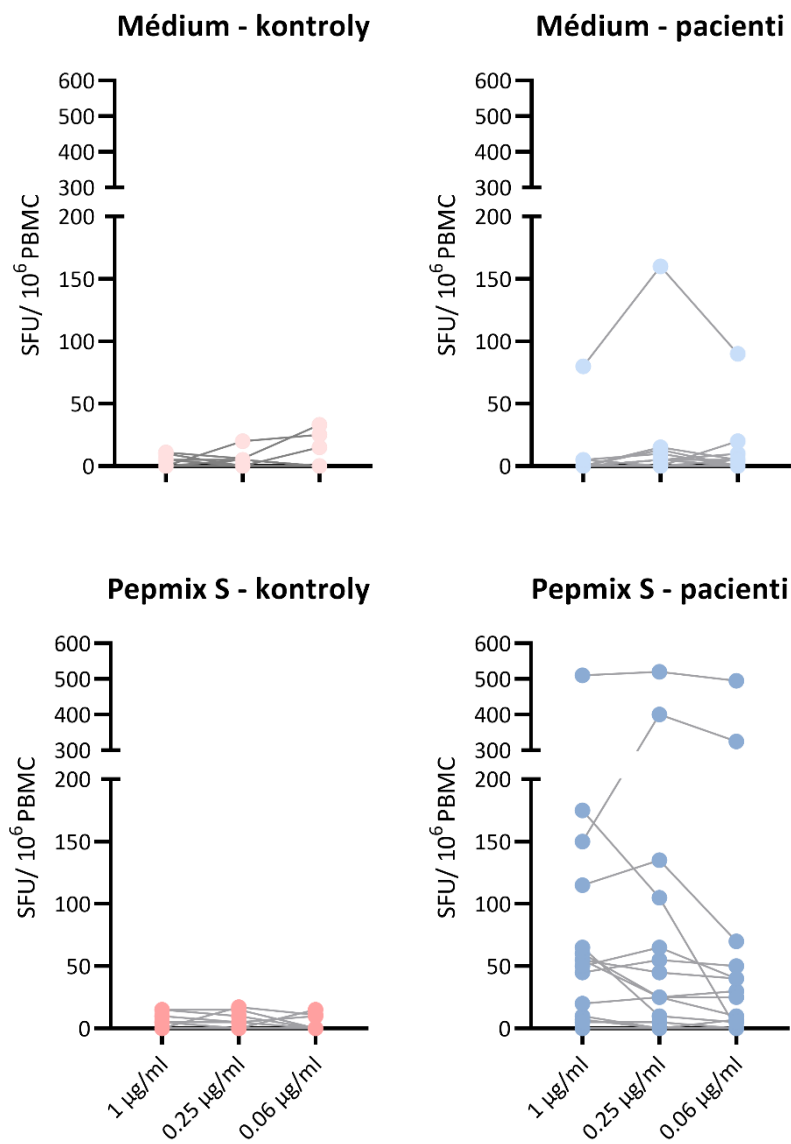 Médium - kontroly
600
500
400
300
200
150
100
50
0
SFU/ 10⁶ PBMC
Médium - pacienti
600
500
400
300
200
150
100
50
0
SFU/ 10⁶ PBMC
Pepmix S - kontroly
600
500
400
300
200
150
100
50
0
SFU/ 10⁶ PBMC
1 µg/ml
0.25 µg/ml
0.06 µg/ml
Pepmix S - pacienti
600
500
400
300
200
150
100
50
0
SFU/ 10⁶ PBMC
1 µg/ml
0.25 µg/ml
0.06 µg/ml